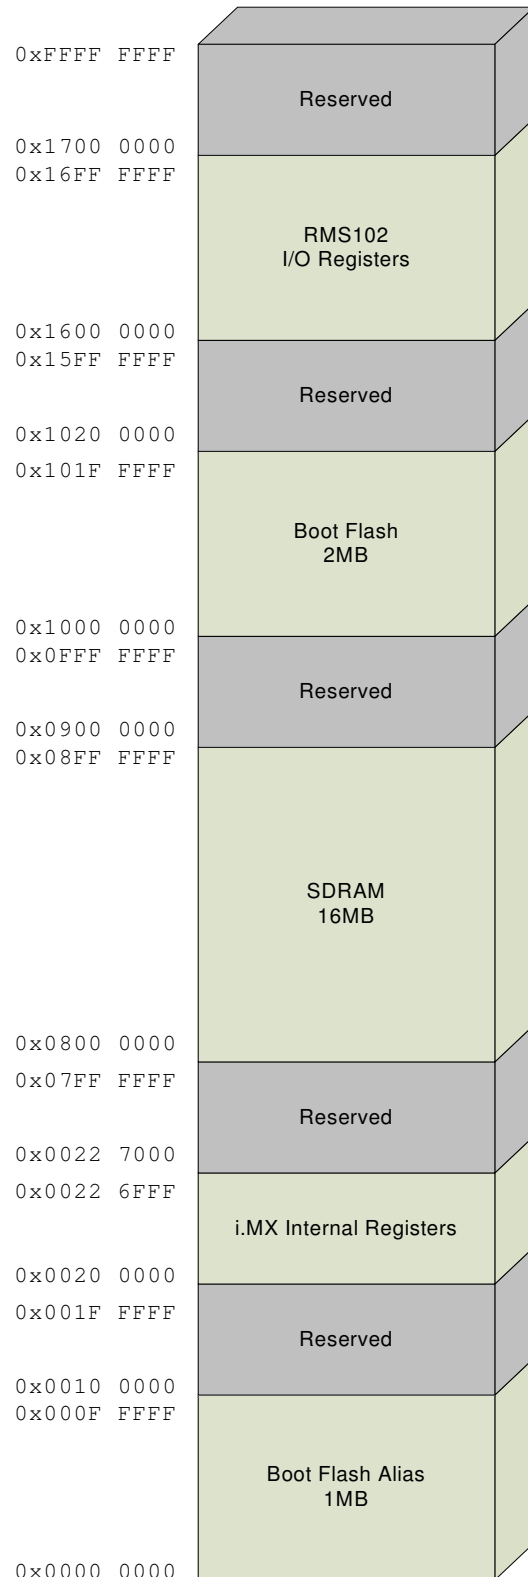 0xFFFF FFFF
Reserved
0x1700 0000
0x16FF FFFF
RMS102
I/O Registers
0x1600 0000
0x15FF FFFF
Reserved
0x1020 0000
0x101F FFFF
Boot Flash
2MB
0x1000 0000
0x0FFF FFFF
Reserved
0x0900 0000
0x08FF FFFF
SDRAM
16MB
0x0800 0000
0x07FF FFFF
Reserved
0x0022 7000
0x0022 6FFF
i.MX Internal Registers
0x0020 0000
0x001F FFFF
Reserved
0x0010 0000
0x000F FFFF
Boot Flash Alias
1MB
0x0000 0000